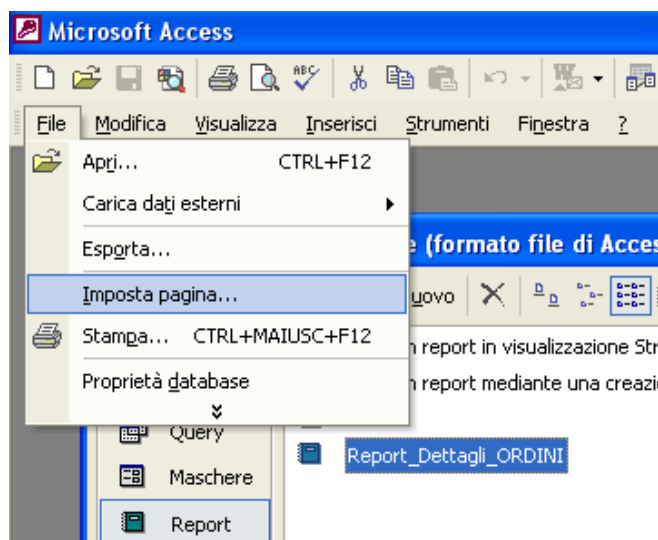 Microsoft Access
File Modifica Visualizza Inserisci Strumenti Finestra ?
Apri... CTRL+F12
Carica dati esterni
Esporta...
(formato file di Acces
Imposta pagina...
uovo
Stampa... CTRL+MAIUSC+F12
report in visualizzazione Str
Proprietà database
report mediante una creazi
Query
Report_Dettagli_ORDINI
Maschere
Report